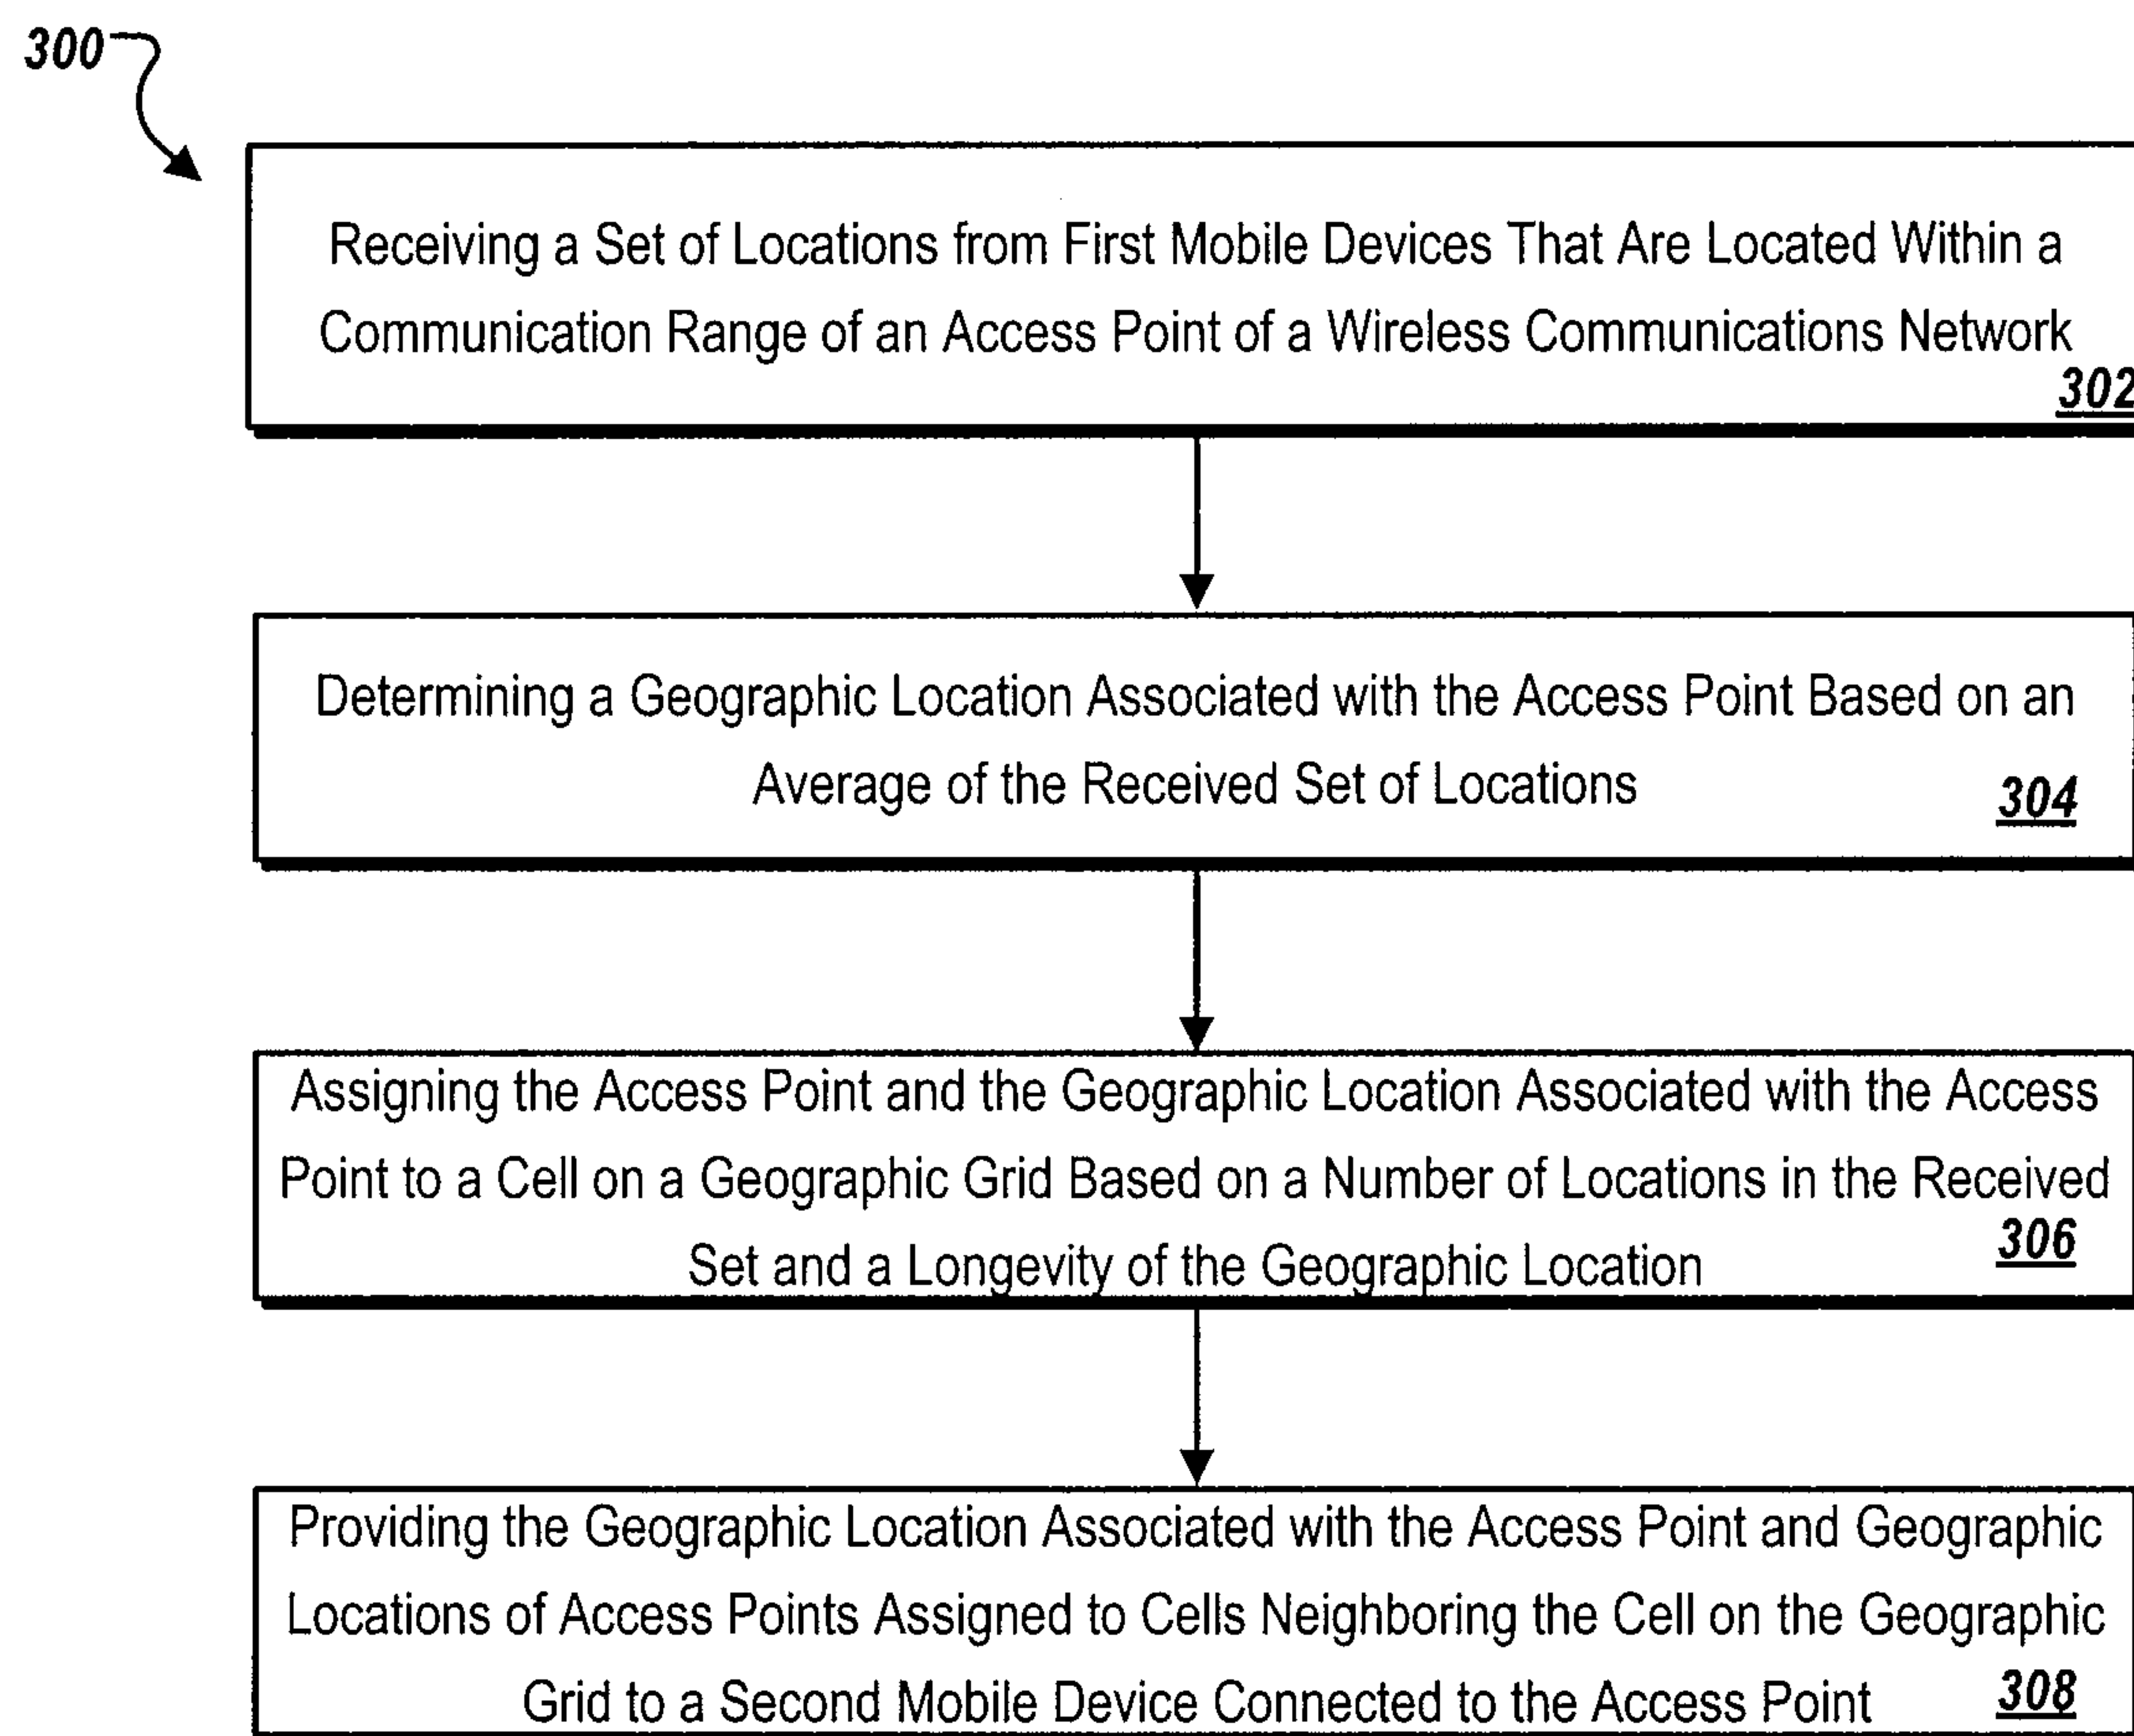 300
Receiving a Set of Locations from First Mobile Devices That Are Located Within a
Communication Range of an Access Point of a Wireless Communications Network
302
Determining a Geographic Location Associated with the Access Point Based on an
Average of the Received Set of Locations
304
Assigning the Access Point and the Geographic Location Associated with the Access
Point to a Cell on a Geographic Grid Based on a Number of Locations in the Received
Set and a Longevity of the Geographic Location
306
Providing the Geographic Location Associated with the Access Point and Geographic
Locations of Access Points Assigned to Cells Neighboring the Cell on the Geographic
Grid to a Second Mobile Device Connected to the Access Point
308